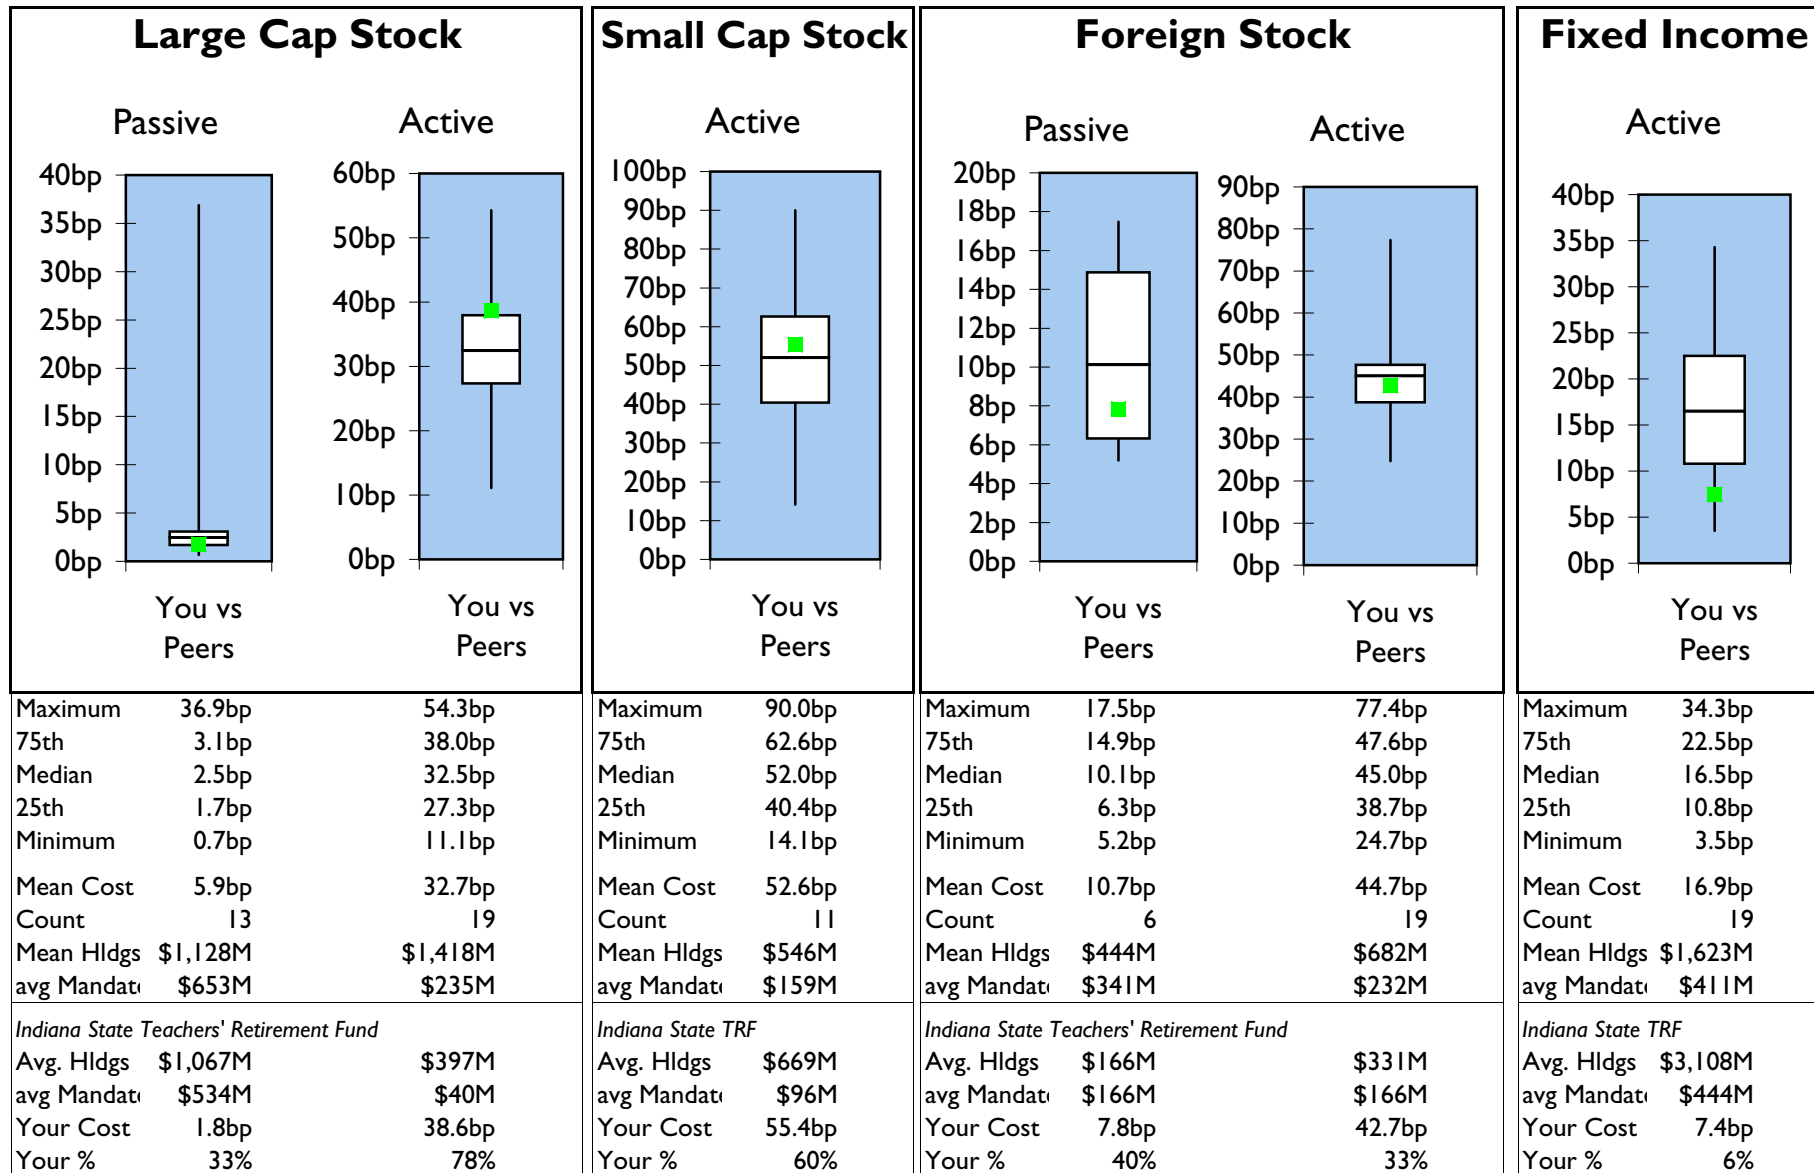 Large Cap Stock
Small Cap Stock
Foreign Stock
Fixed Income
Passive Active
Active
Passive Active
Active
40bp
35bp
30bp
25bp
20bp
15bp
10bp
5bp
0bp
60bp
50bp
40bp
30bp
20bp
10bp
0bp
100bp
90bp
80bp
70bp
60bp
50bp
40bp
30bp
20bp
10bp
0bp
20bp
18bp
16bp
14bp
12bp
10bp
8bp
6bp
4bp
2bp
0bp
90bp
80bp
70bp
60bp
50bp
40bp
30bp
20bp
10bp
0bp
40bp
35bp
30bp
25bp
20bp
15bp
10bp
5bp
0bp
You vs
Peers
You vs
Peers
You vs
Peers
You vs
Peers
You vs
Peers
You vs
Peers
Maximum 36.9bp 54.3bp
75th 3.1bp 38.0bp
Median 2.5bp 32.5bp
25th 1.7bp 27.3bp
Minimum 0.7bp 11.1bp
Mean Cost 5.9bp 32.7bp
Count 13 19
Mean Hldgs $1,128M $1,418M
avg Mandate $653M $235M
Indiana State Teachers' Retirement Fund
Avg. Hldgs $1,067M $397M
avg Mandate $534M $40M
Your Cost 1.8bp 38.6bp
Your % 33% 78%
Maximum 90.0bp
75th 62.6bp
Median 52.0bp
25th 40.4bp
Minimum 14.1bp
Mean Cost 52.6bp
Count 11
Mean Hldgs $546M
avg Mandate $159M
Indiana State TRF
Avg. Hldgs $669M
avg Mandate $96M
Your Cost 55.4bp
Your % 60%
Maximum 17.5bp 77.4bp
75th 14.9bp 47.6bp
Median 10.1bp 45.0bp
25th 6.3bp 38.7bp
Minimum 5.2bp 24.7bp
Mean Cost 10.7bp 44.7bp
Count 6 19
Mean Hldgs $444M $682M
avg Mandate $341M $232M
Indiana State Teachers' Retirement Fund
Avg. Hldgs $166M $331M
avg Mandate $166M $166M
Your Cost 7.8bp 42.7bp
Your % 40% 33%
Maximum 34.3bp
75th 22.5bp
Median 16.5bp
25th 10.8bp
Minimum 3.5bp
Mean Cost 16.9bp
Count 19
Mean Hldgs $1,623M
avg Mandate $411M
Indiana State TRF
Avg. Hldgs $3,108M
avg Mandate $444M
Your Cost 7.4bp
Your % 6%